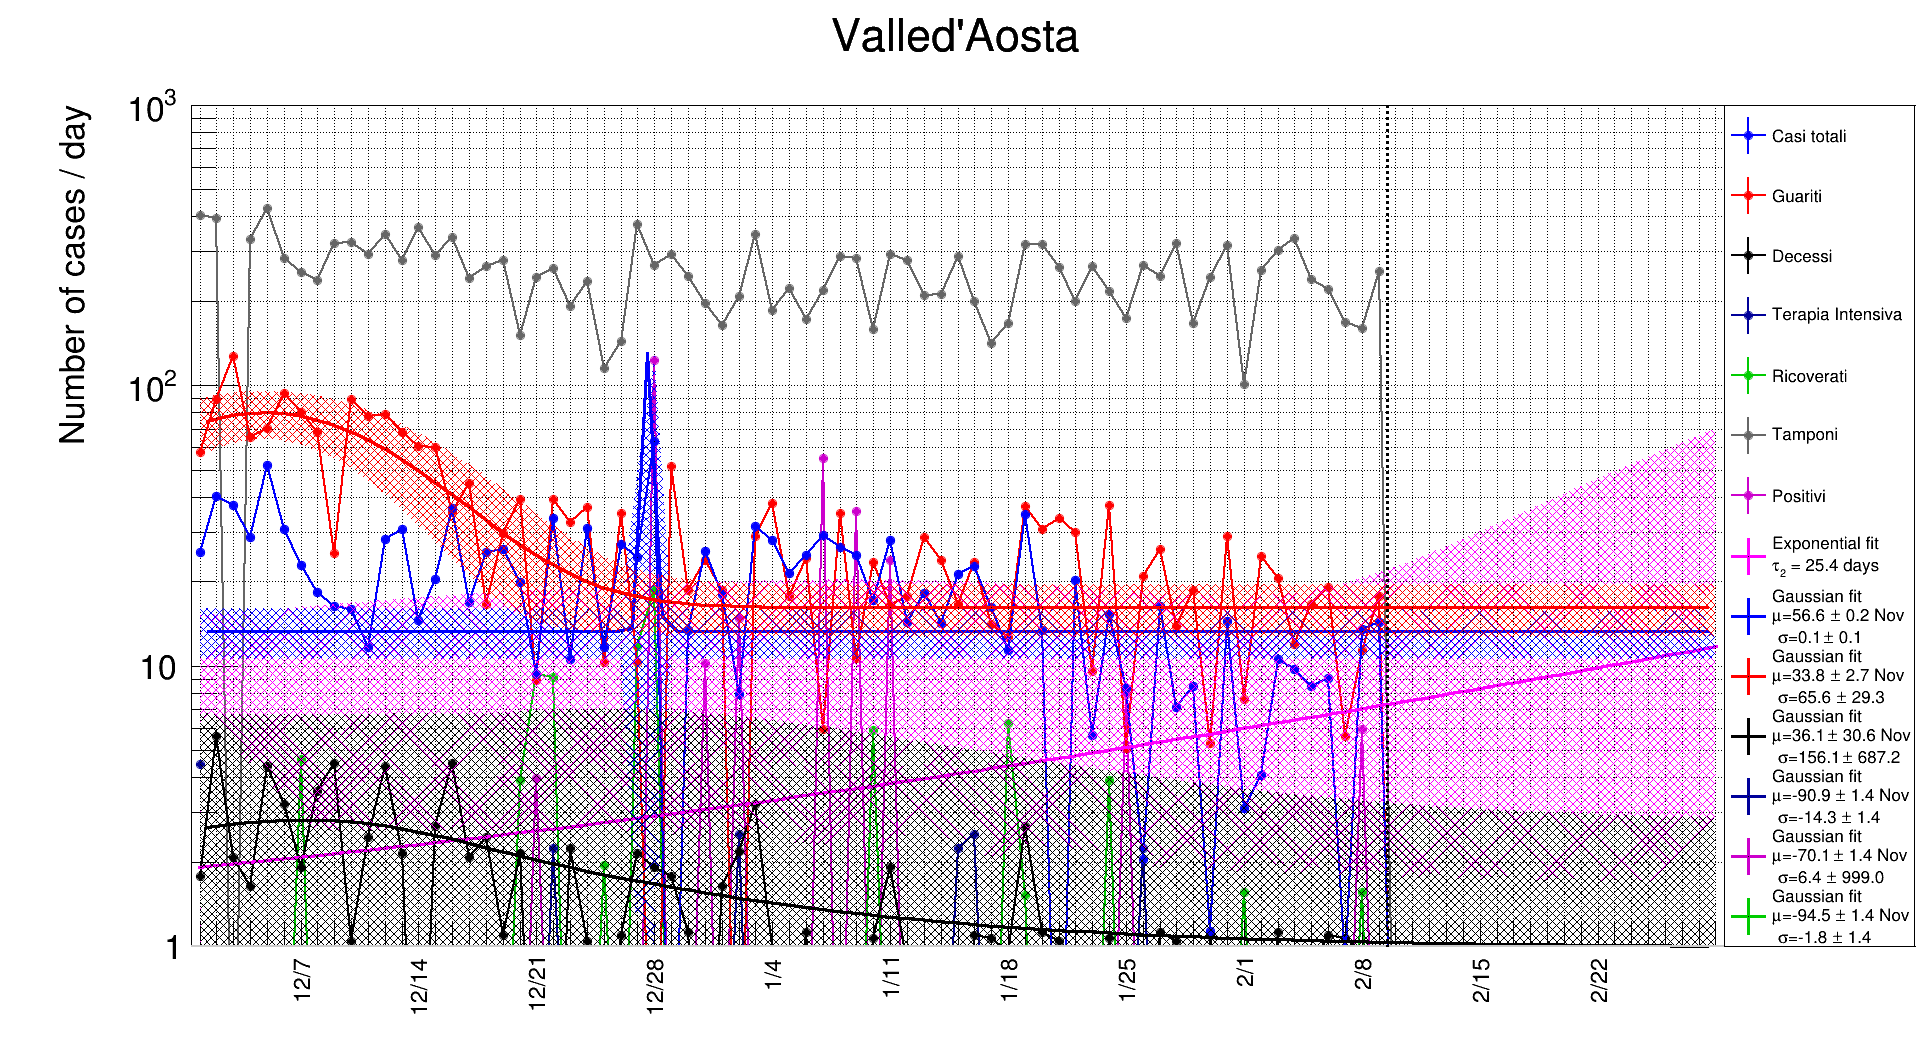 Valled'Aosta
Number of cases / day
10³
10²
10
1
12/7
12/14
12/21
12/28
1/4
1/11
1/18
1/25
2/1
2/8
2/15
2/22
Casi totali
Guariti
Decessi
Terapia Intensiva
Ricoverati
Tamponi
Positivi
Exponential fit
τ₂ = 25.4 days
Gaussian fit
μ=56.6 ± 0.2 Nov
σ=0.1 ± 0.1
Gaussian fit
μ=33.8 ± 2.7 Nov
σ=65.6 ± 29.3
Gaussian fit
μ=36.1 ± 30.6 Nov
σ=156.1 ± 687.2
Gaussian fit
μ=-90.9 ± 1.4 Nov
σ=-14.3 ± 1.4
Gaussian fit
μ=-70.1 ± 1.4 Nov
σ=6.4 ± 999.0
Gaussian fit
μ=-94.5 ± 1.4 Nov
σ=-1.8 ± 1.4